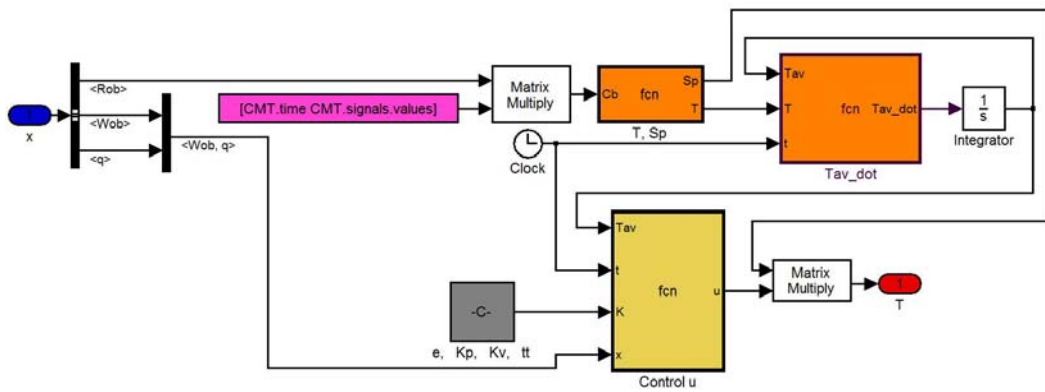 1
x
<Rob>
<Wob>
<q>
<Wob, q>
[CMT.time CMT.signals.values]
Matrix
Multiply
Cb
fcn
Sp
T
T, Sp
Clock
Tav
T
t
fcn
Tav_dot
Tav_dot
1
s
Integrator
Tav
t
K
x
fcn
u
Control u
-C-
e, Kp, Kv, tt
Matrix
Multiply
1
T